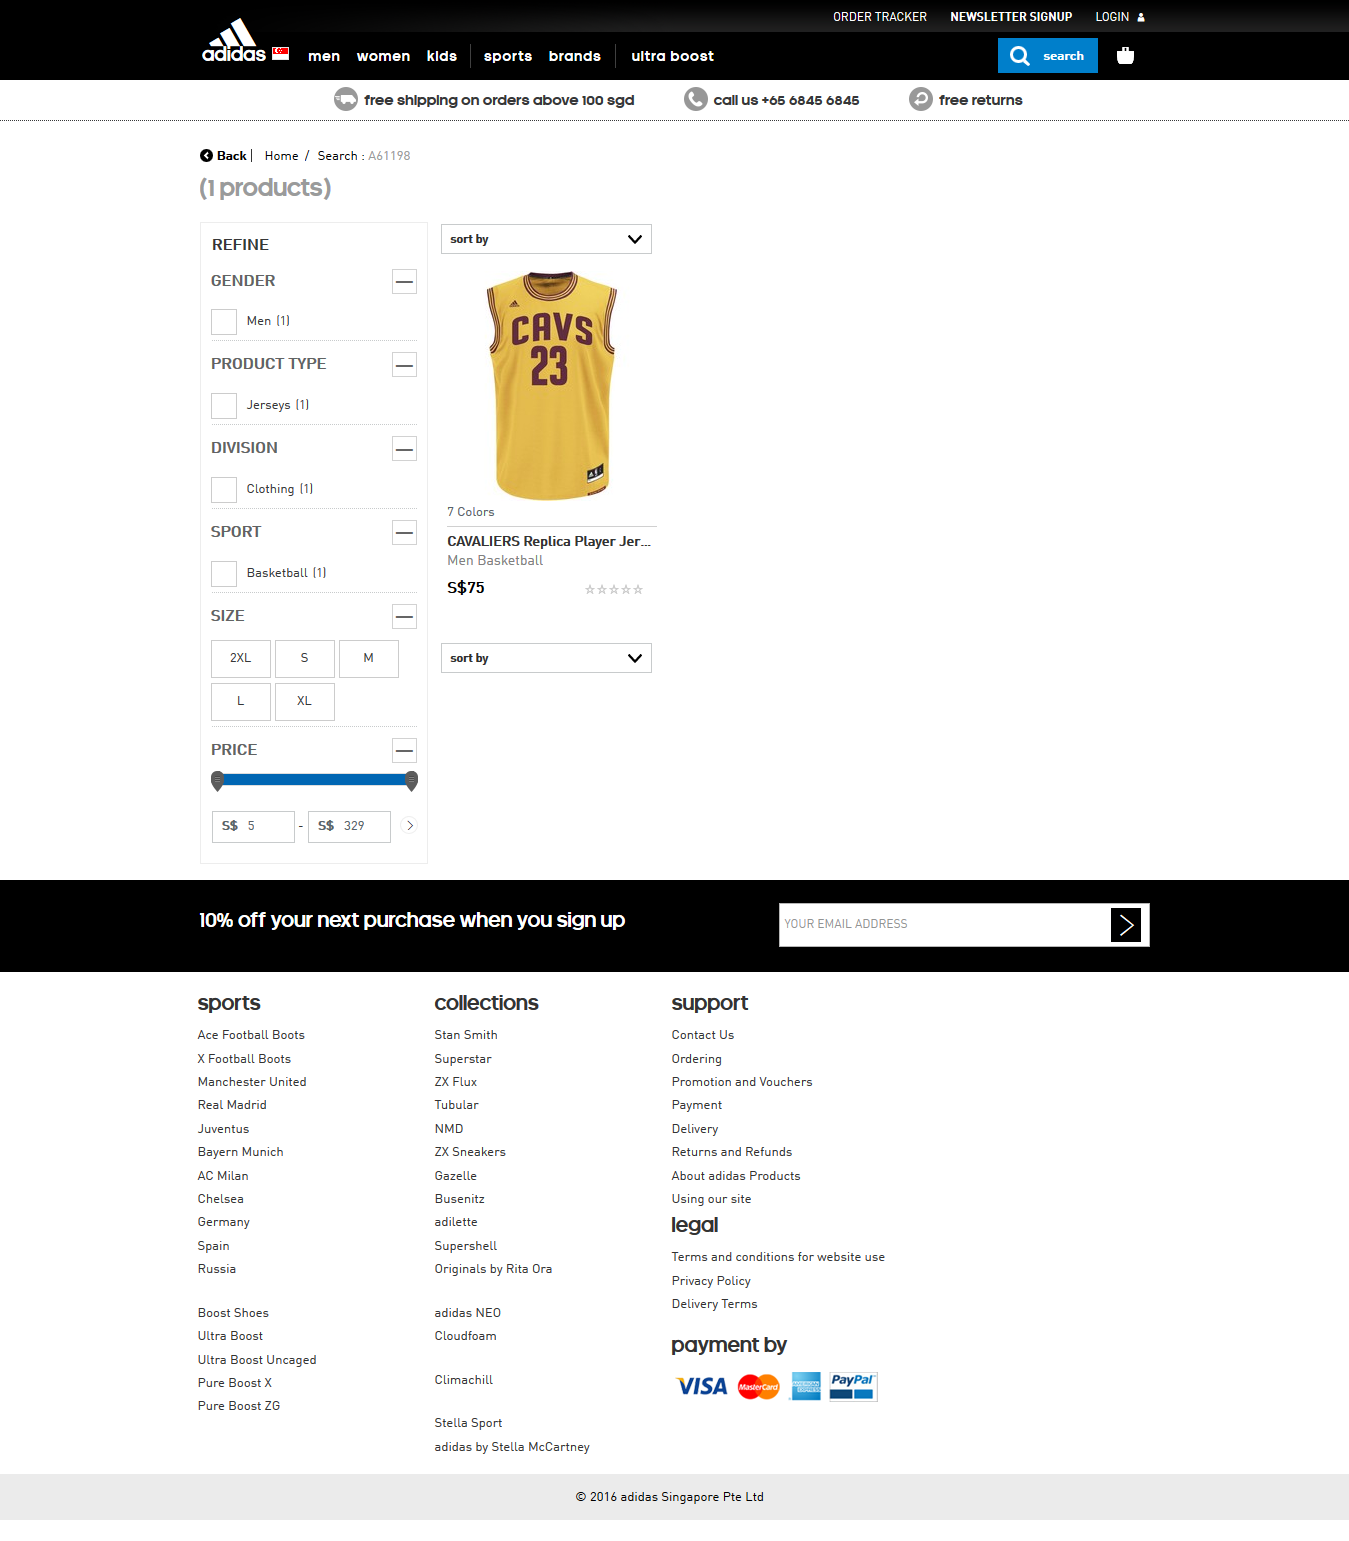 ORDER TRACKER NEWSLETTER SIGNUP LOGIN
adidas men women kids sports brands ultra boost search
free shipping on orders above 100 sgd call us +65 6845 6845 free returns
Back | Home / Search : A61198
(1 products)
REFINE
GENDER
Men (1)
PRODUCT TYPE
Jerseys (1)
DIVISION
Clothing (1)
SPORT
Basketball (1)
SIZE
2XL S M
L XL
PRICE
S$ 5 - S$ 329
sort by
CAVS
23
7 Colors
CAVALIERS Replica Player Jer...
Men Basketball
S$75
sort by
10% off your next purchase when you sign up
YOUR EMAIL ADDRESS
sports
Ace Football Boots
X Football Boots
Manchester United
Real Madrid
Juventus
Bayern Munich
AC Milan
Chelsea
Germany
Spain
Russia
Boost Shoes
Ultra Boost
Ultra Boost Uncaged
Pure Boost X
Pure Boost ZG
collections
Stan Smith
Superstar
ZX Flux
Tubular
NMD
ZX Sneakers
Gazelle
Busenitz
adilette
Supershell
Originals by Rita Ora
adidas NEO
Cloudfoam
Climachill
Stella Sport
adidas by Stella McCartney
support
Contact Us
Ordering
Promotion and Vouchers
Payment
Delivery
Returns and Refunds
About adidas Products
Using our site
legal
Terms and conditions for website use
Privacy Policy
Delivery Terms
payment by
VISA MasterCard AMERICAN EXPRESS PayPal
© 2016 adidas Singapore Pte Ltd